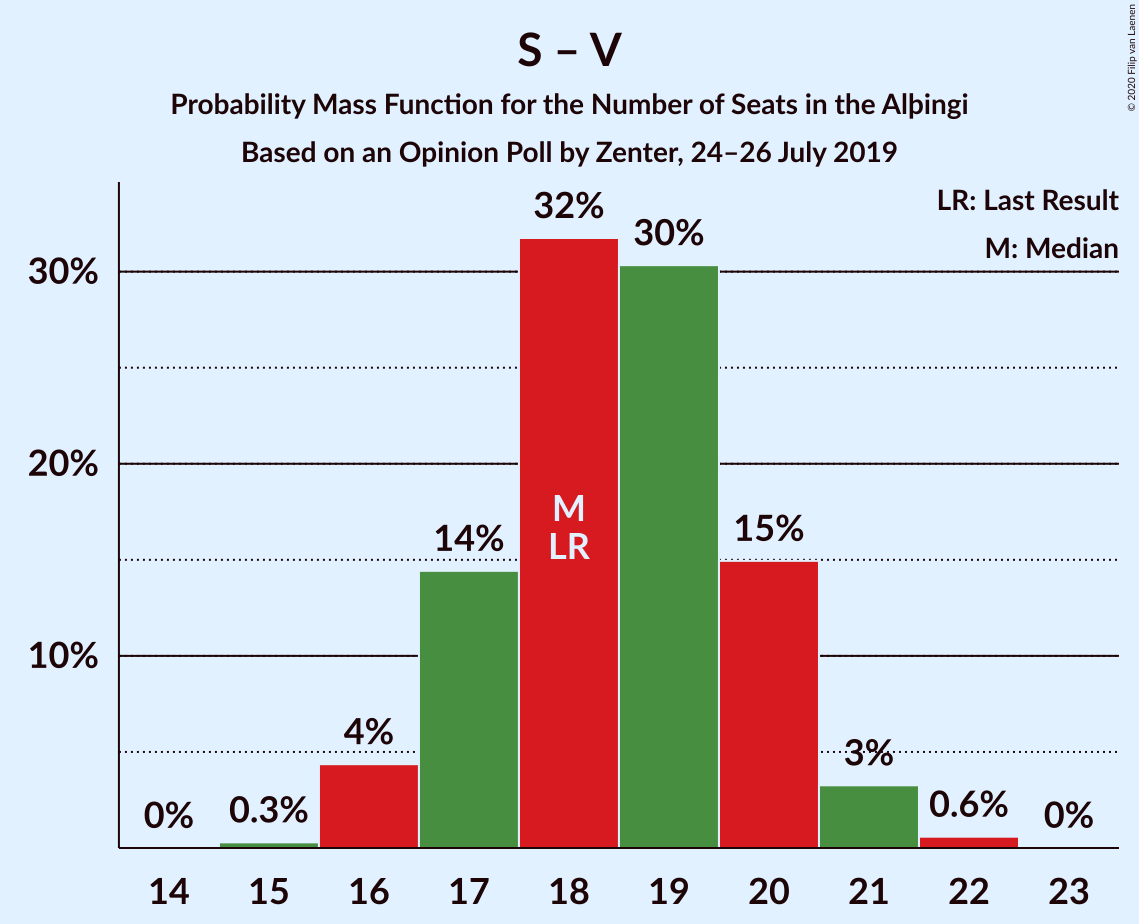 S – V
Probability Mass Function for the Number of Seats in the Alþingi
Based on an Opinion Poll by Zenter, 24–26 July 2019
© 2020 Filip van Laenen
LR: Last Result
M: Median
30%
20%
10%
0%
0.3%
4%
14%
32%
30%
15%
3%
0.6%
0%
M
LR
14 15 16 17 18 19 20 21 22 23